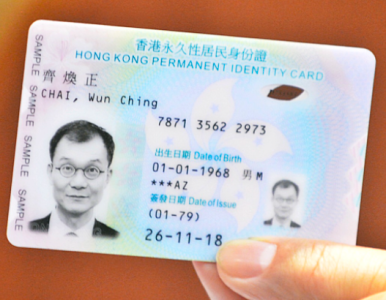 香港永久性居民身份證
HONG KONG PERMANENT IDENTITY CARD
齊煥正
CHAI, Wun Ching
7871 3562 2973
出生日期 Date of Birth
01-01-1968 男 M
***AZ
簽發日期 Date of Issue
(01-79)
26-11-18
SAMPLE SAMPLE SAMPLE SAMPLE